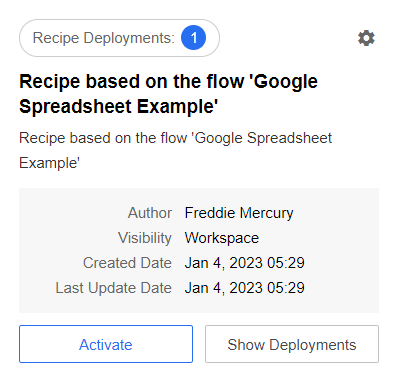 Recipe Deployments: 1
Recipe based on the flow 'Google
Spreadsheet Example'
Recipe based on the flow 'Google Spreadsheet
Example'
Author Freddie Mercury
Visibility Workspace
Created Date Jan 4, 2023 05:29
Last Update Date Jan 4, 2023 05:29
Activate Show Deployments